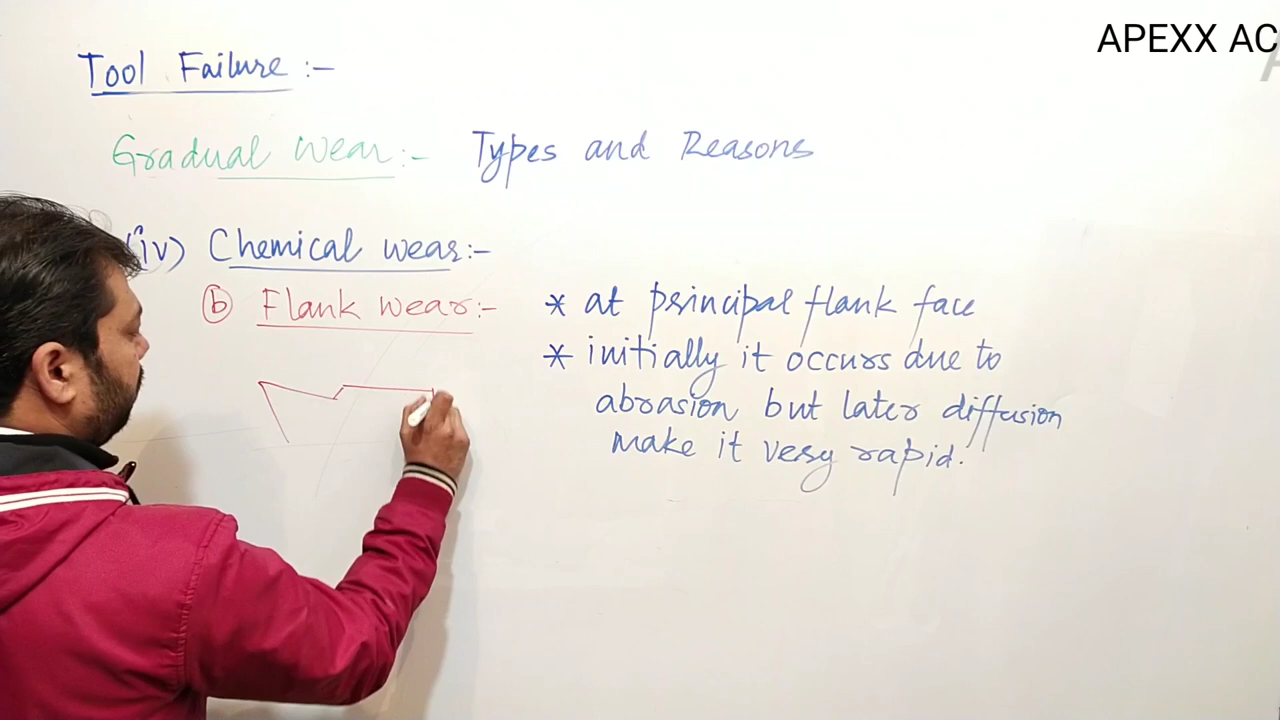 APEXX AC
Tool Failure :-
Gradual Wear :- Types and Reasons
(iv) Chemical wear :-
(b) Flank wear :- * at principal flank face
* initially it occurs due to
abrasion but later diffusion
make it very rapid.